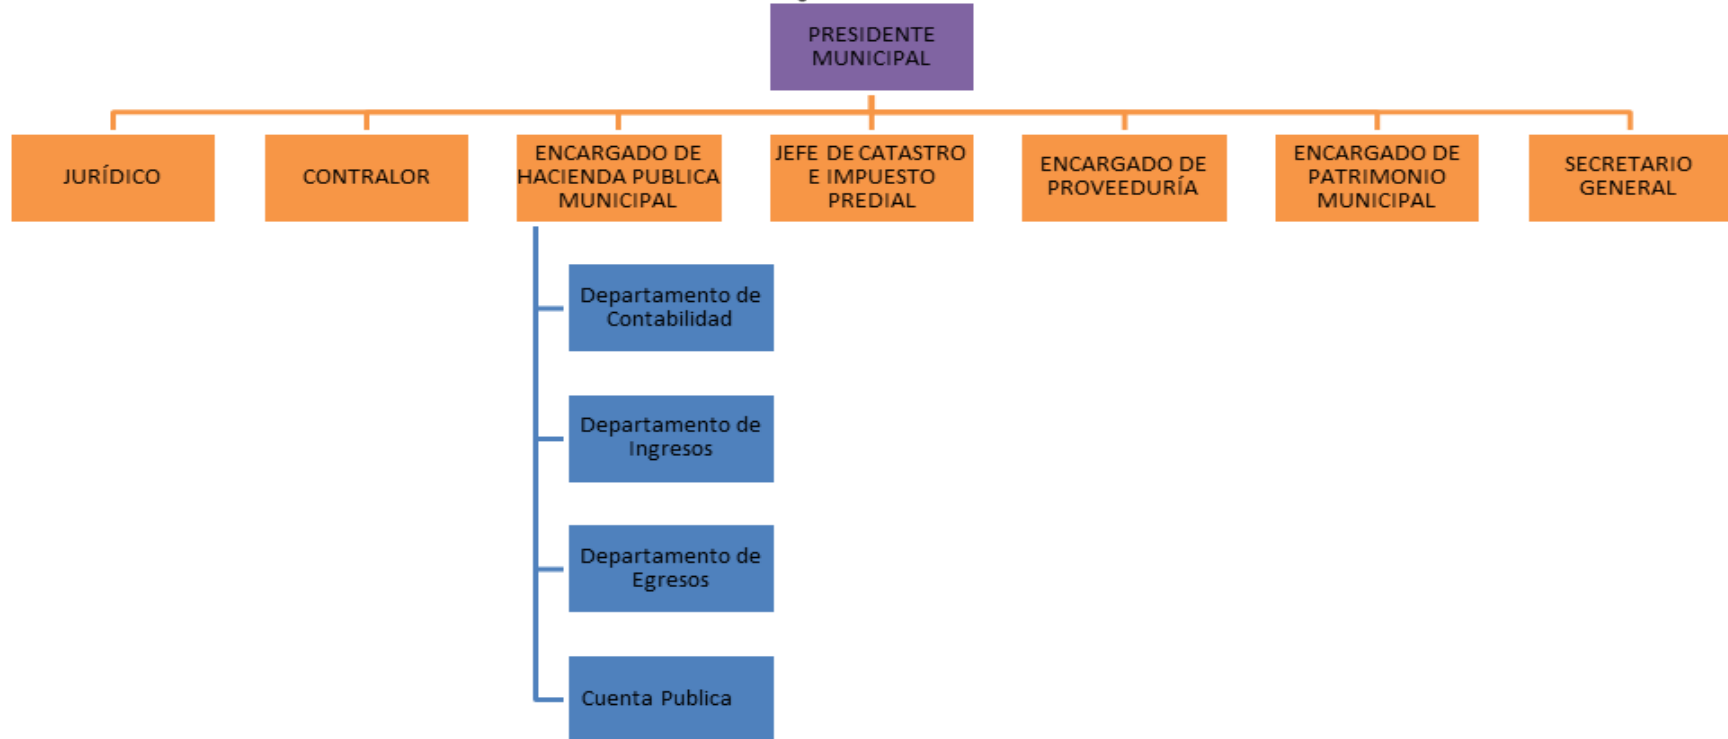 PRESIDENTE
MUNICIPAL
JURÍDICO
CONTRALOR
ENCARGADO DE
HACIENDA PUBLICA
MUNICIPAL
JEFE DE CATASTRO
E IMPUESTO
PREDIAL
ENCARGADO DE
PROVEEDURÍA
ENCARGADO DE
PATRIMONIO
MUNICIPAL
SECRETARIO
GENERAL
Departamento de
Contabilidad
Departamento de
Ingresos
Departamento de
Egresos
Cuenta Publica